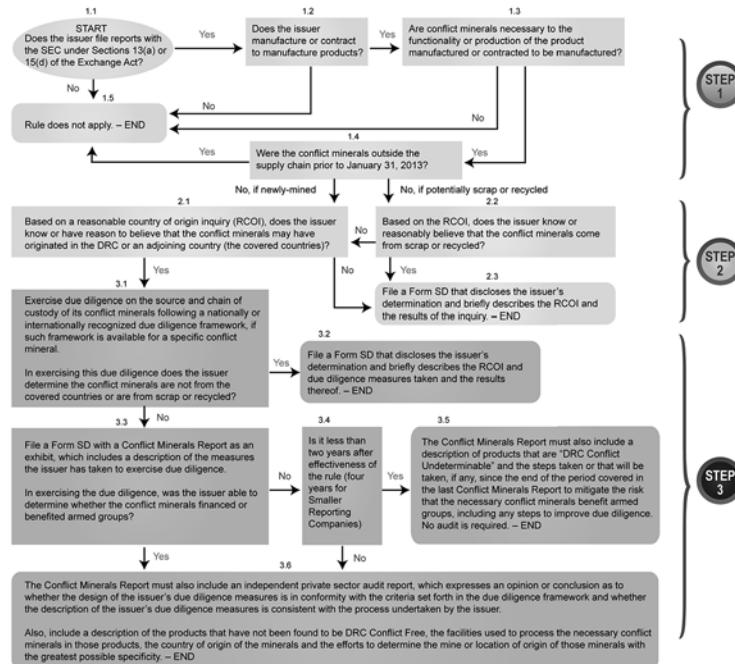 1.1
START
Does the issuer file reports with
the SEC under Sections 13(a) or
15(d) of the Exchange Act?
Yes
1.2
Does the issuer
manufacture or contract
to manufacture products?
Yes
1.3
Are conflict minerals necessary to the
functionality or production of the product
manufactured or contracted to be manufactured?
STEP
1
No
No
No
1.5
Rule does not apply. – END
1.4
Were the conflict minerals outside the
supply chain prior to January 31, 2013?
Yes
Yes
No, if newly-mined
No, if potentially scrap or recycled
2.1
Based on a reasonable country of origin inquiry (RCOI), does the issuer
know or have reason to believe that the conflict minerals may have
originated in the DRC or an adjoining country (the covered countries)?
No
2.2
Based on the RCOI, does the issuer know or
reasonably believe that the conflict minerals come
from scrap or recycled?
STEP
2
Yes
No
Yes
2.3
File a Form SD that discloses the issuer's
determination and briefly describes the RCOI and
the results of the inquiry. – END
3.1
Exercise due diligence on the source and chain of
custody of its conflict minerals following a nationally or
internationally recognized due diligence framework, if
such framework is available for a specific conflict
mineral.
In exercising this due diligence does the issuer
determine the conflict minerals are not from the
covered countries or are from scrap or recycled?
Yes
3.2
File a Form SD that discloses the issuer's
determination and briefly describes the RCOI and
due diligence measures taken and the results
thereof. – END
No
3.3
File a Form SD with a Conflict Minerals Report as an
exhibit, which includes a description of the measures
the issuer has taken to exercise due diligence.
In exercising the due diligence, was the issuer able to
determine whether the conflict minerals financed or
benefited armed groups?
No
3.4
Is it less than
two years after
effectiveness of
the rule (four
years for
Smaller
Reporting
Companies)
Yes
3.5
The Conflict Minerals Report must also include a
description of products that are "DRC Conflict
Undeterminable" and the steps taken or that will be
taken, if any, since the end of the period covered in
the last Conflict Minerals Report to mitigate the risk
that the necessary conflict minerals benefit armed
groups, including any steps to improve due diligence.
No audit is required. – END
STEP
3
Yes
No
3.6
The Conflict Minerals Report must also include an independent private sector audit report, which expresses an opinion or conclusion as to
whether the design of the issuer's due diligence measures is in conformity with the criteria set forth in the due diligence framework and whether
the description of the issuer's due diligence measures is consistent with the process undertaken by the issuer.
Also, include a description of the products that have not been found to be DRC Conflict Free, the facilities used to process the necessary conflict
minerals in those products, the country of origin of the minerals and the efforts to determine the mine or location of origin of those minerals with
the greatest possible specificity. – END